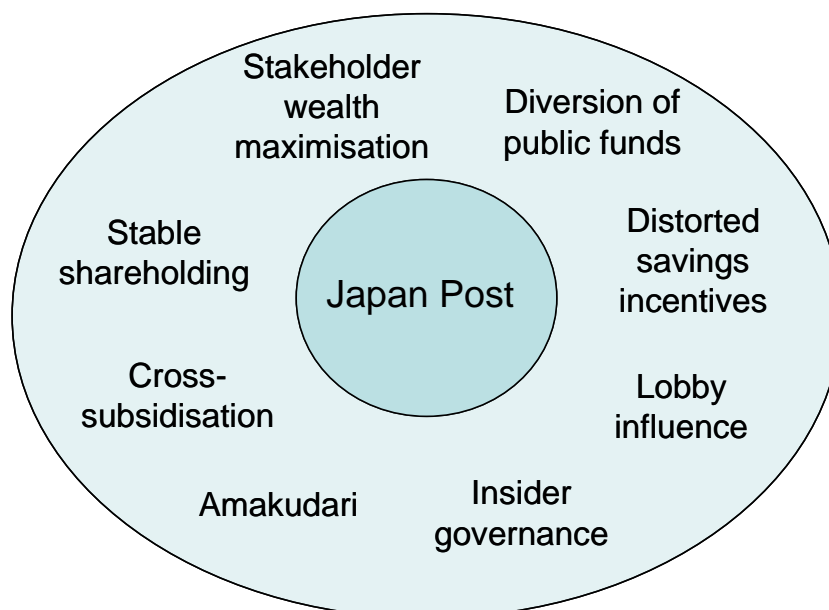 Stakeholder
wealth
maximisation
Diversion of
public funds
Distorted
savings
incentives
Stable
shareholding
Japan Post
Cross-
subsidisation
Lobby
influence
Amakudari
Insider
governance